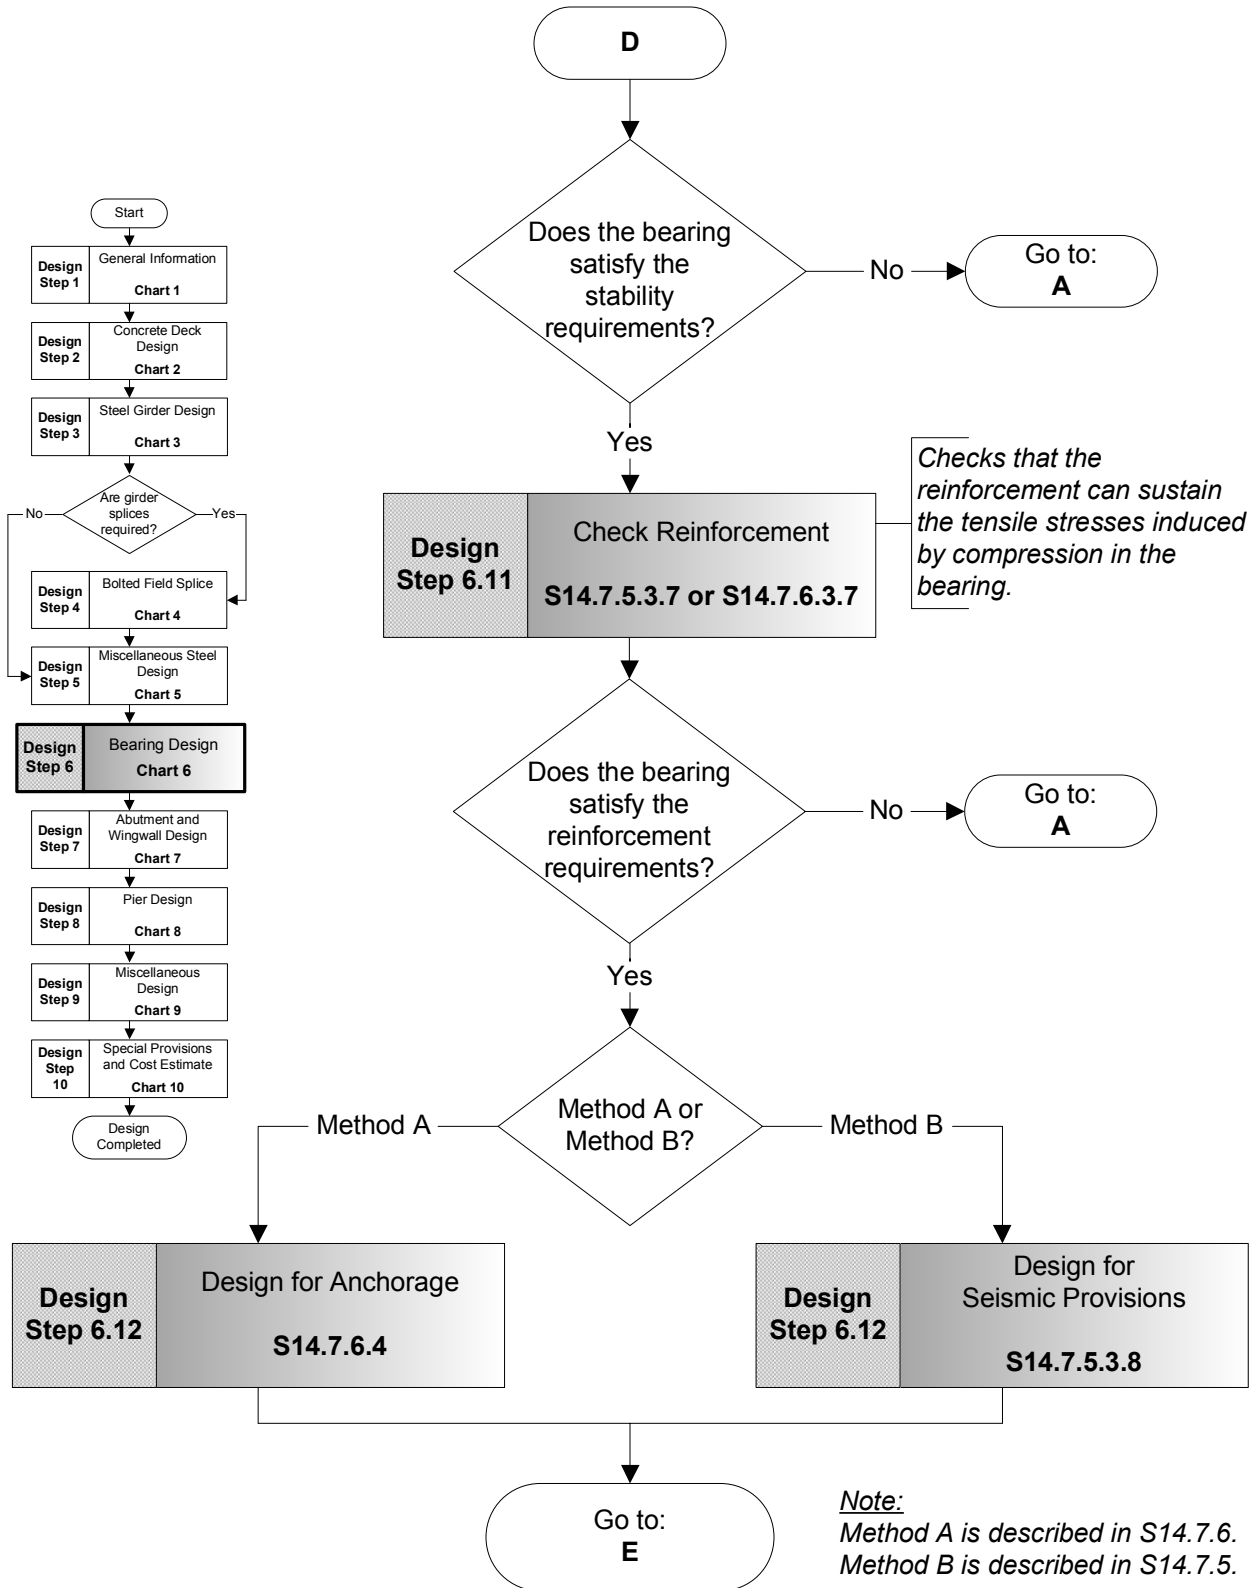 D
Does the bearing
satisfy the
stability
requirements?
No
Go to:
A
Yes
Design
Step 6.11
Check Reinforcement
S14.7.5.3.7 or S14.7.6.3.7
Checks that the
reinforcement can sustain
the tensile stresses induced
by compression in the
bearing.
Does the bearing
satisfy the
reinforcement
requirements?
No
Go to:
A
Yes
Method A or
Method B?
Method A
Method B
Design
Step 6.12
Design for Anchorage
S14.7.6.4
Design
Step 6.12
Design for
Seismic Provisions
S14.7.5.3.8
Go to:
E
Note:
Method A is described in S14.7.6.
Method B is described in S14.7.5.
Start
Design
Step 1
General Information
Chart 1
Design
Step 2
Concrete Deck
Design
Chart 2
Design
Step 3
Steel Girder Design
Chart 3
Are girder
splices
required?
No
Yes
Design
Step 4
Bolted Field Splice
Chart 4
Design
Step 5
Miscellaneous Steel
Design
Chart 5
Design
Step 6
Bearing Design
Chart 6
Design
Step 7
Abutment and
Wingwall Design
Chart 7
Design
Step 8
Pier Design
Chart 8
Design
Step 9
Miscellaneous
Design
Chart 9
Design
Step
10
Special Provisions
and Cost Estimate
Chart 10
Design
Completed